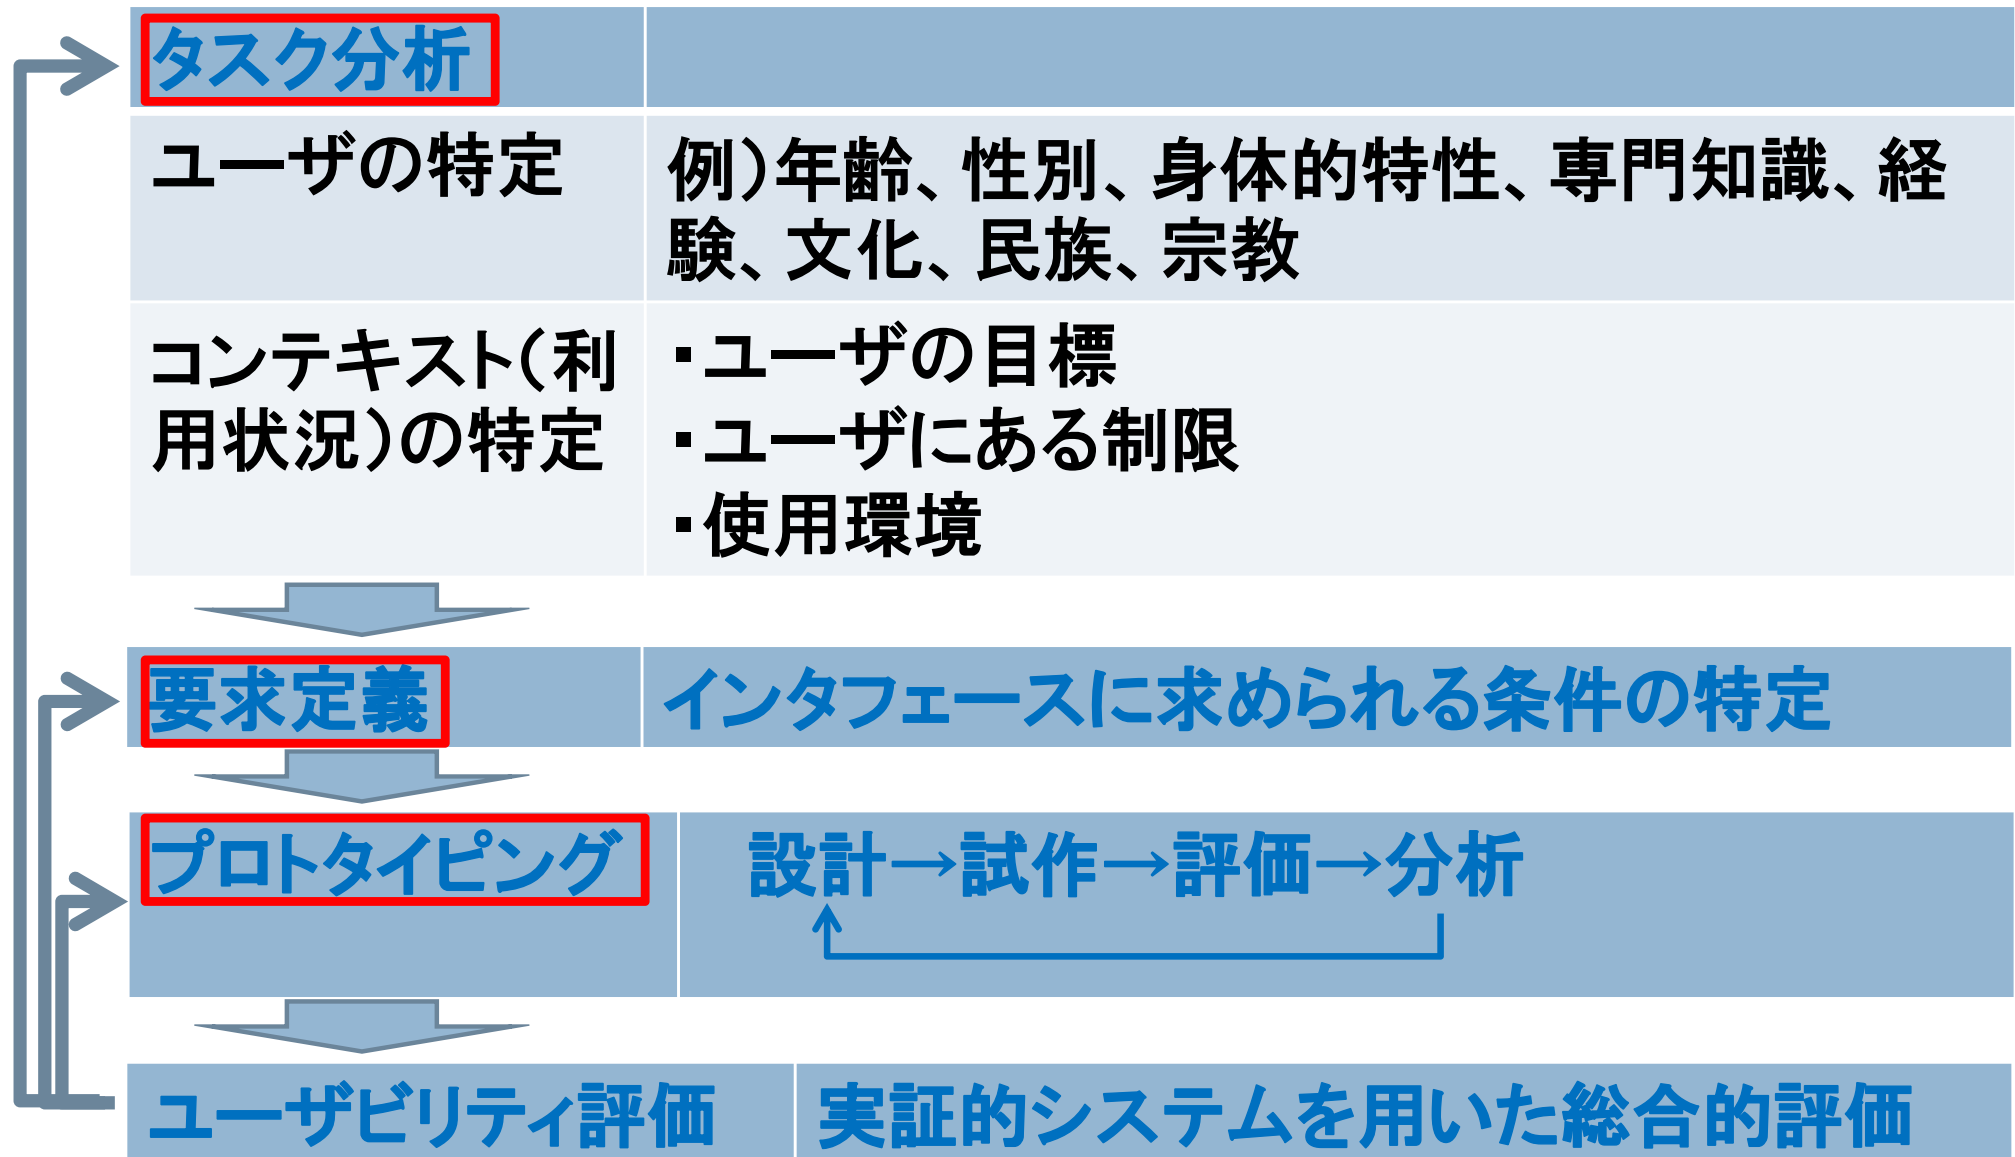 タスク分析
ユーザの特定
例）年齢、性別、身体的特性、専門知識、経
験、文化、民族、宗教
コンテキスト（利
用状況）の特定
・ユーザの目標
・ユーザにある制限
・使用環境
要求定義
インタフェースに求められる条件の特定
プロトタイピング
設計→試作→評価→分析
ユーザビリティ評価
実証的システムを用いた総合的評価